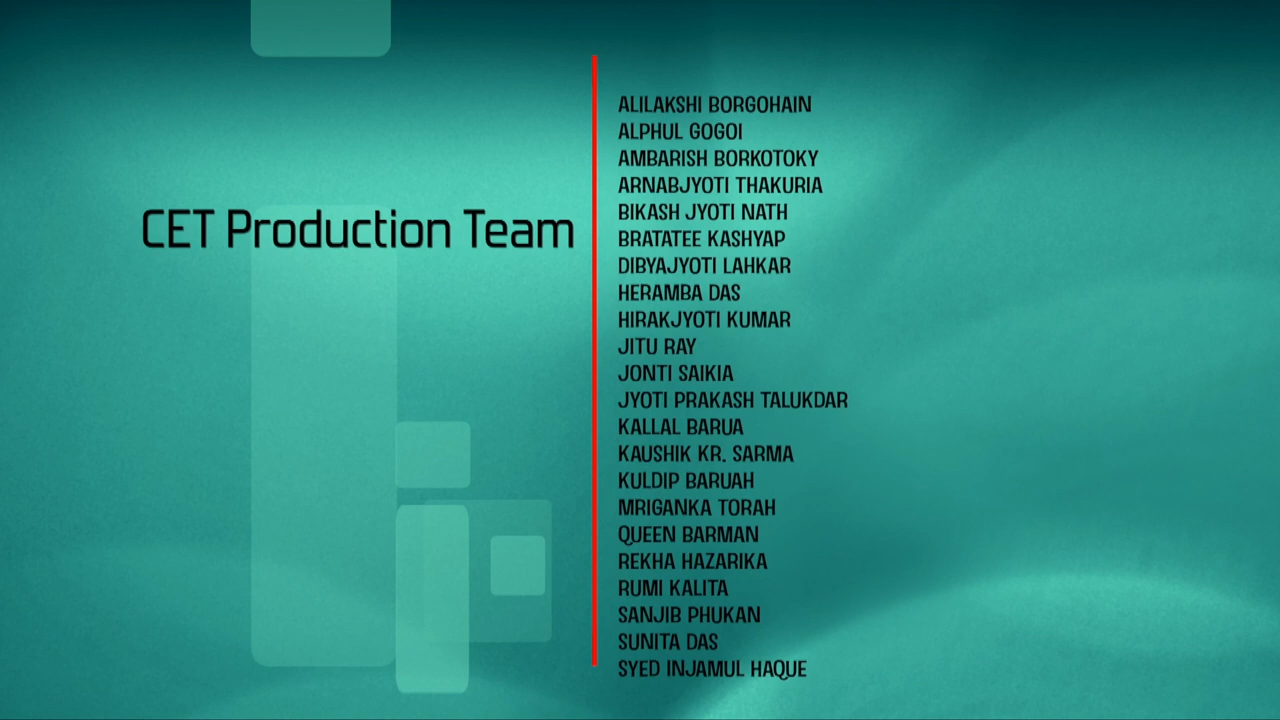 CET Production Team
ALILAKSHI BORGOHAIN
ALPHUL GOGOI
AMBARISH BORKOTOKY
ARNABJYOTI THAKURIA
BIKASH JYOTI NATH
BRATATEE KASHYAP
DIBYAJYOTI LAHKAR
HERAMBA DAS
HIRAKJYOTI KUMAR
JITU RAY
JONTI SAIKIA
JYOTI PRAKASH TALUKDAR
KALLAL BARUA
KAUSHIK KR. SARMA
KULDIP BARUAH
MRIGANKA TORAH
QUEEN BARMAN
REKHA HAZARIKA
RUMI KALITA
SANJIB PHUKAN
SUNITA DAS
SYED INJAMUL HAQUE